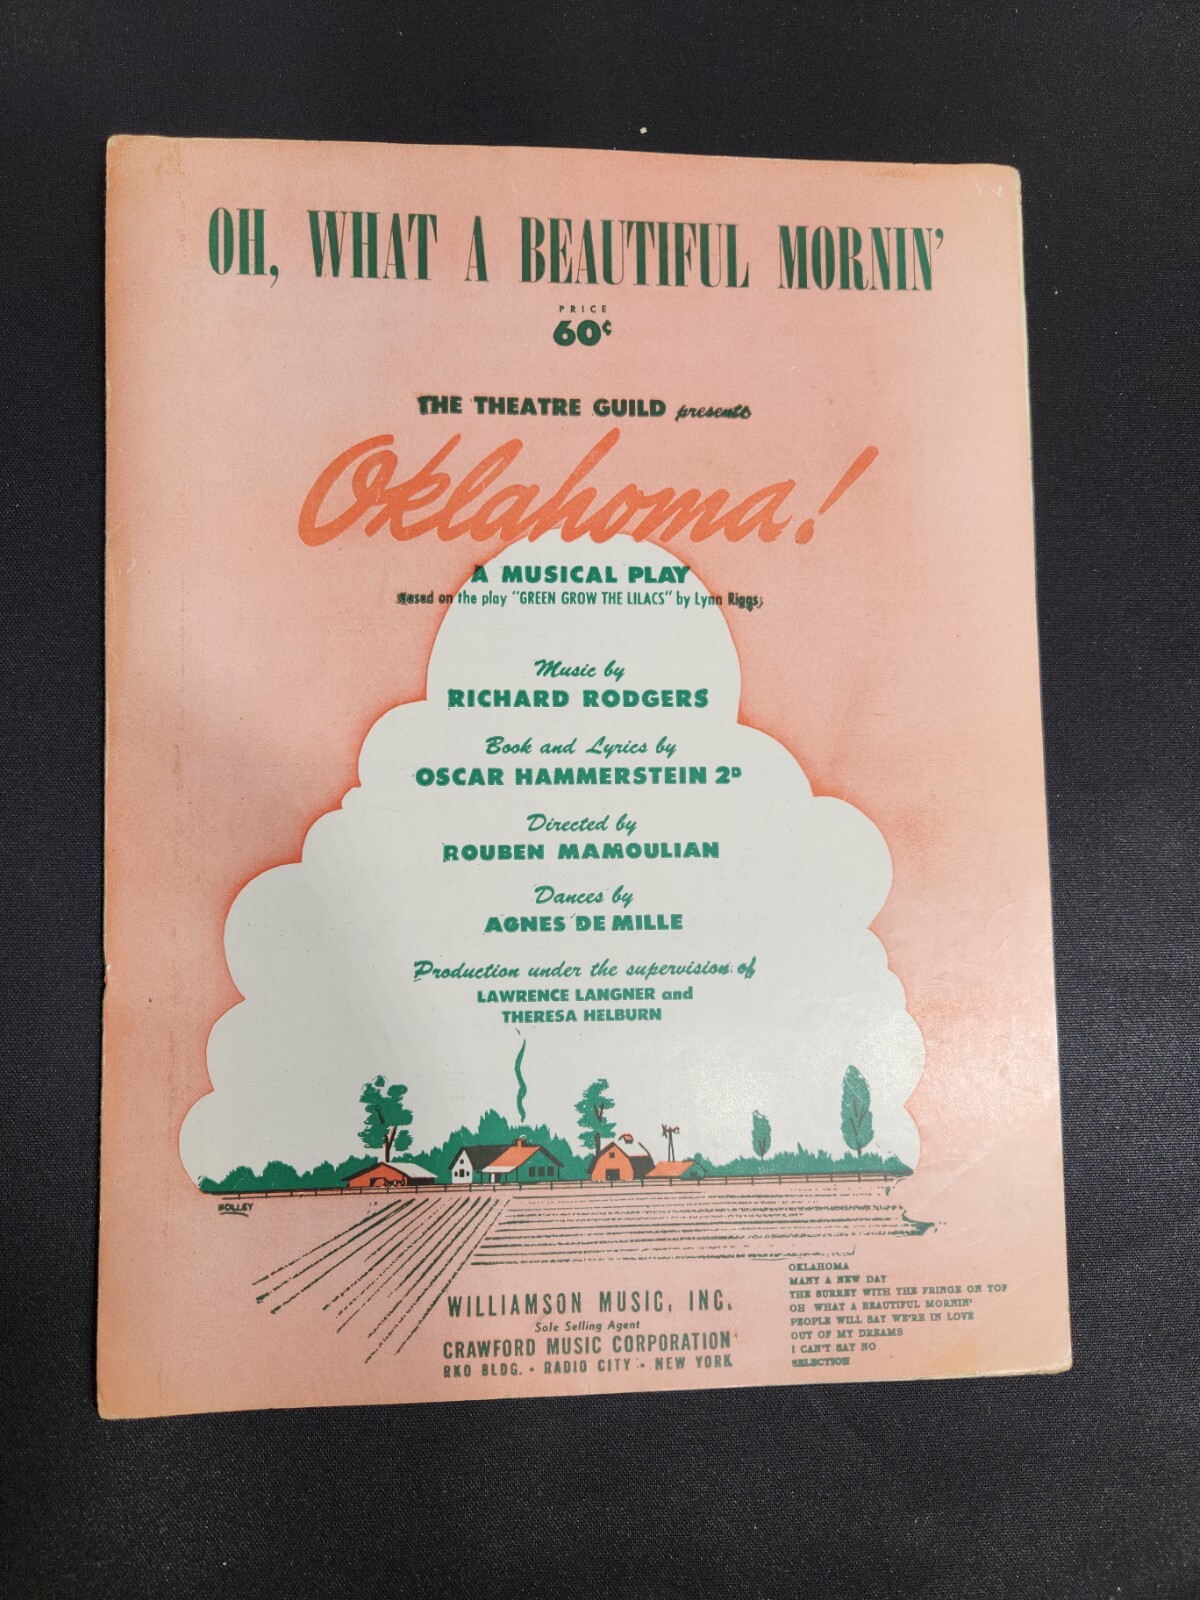 OH, WHAT A BEAUTIFUL MORNIN'
PRICE
60¢
THE THEATRE GUILD presents
Oklahoma!
A MUSICAL PLAY
Based on the play "GREEN GROW THE LILACS" by Lynn Riggs
Music by
RICHARD RODGERS
Book and Lyrics by
OSCAR HAMMERSTEIN 2D
Directed by
ROUBEN MAMOULIAN
Dances by
AGNES DE MILLE
Production under the supervision of
LAWRENCE LANGNER and
THERESA HELBURN
HOLLEY
WILLIAMSON MUSIC, INC.
Sole Selling Agent
CRAWFORD MUSIC CORPORATION
RKO BLDG. • RADIO CITY • NEW YORK
OKLAHOMA
MANY A NEW DAY
THE SURREY WITH THE FRINGE ON TOP
OH WHAT A BEAUTIFUL MORNIN'
PEOPLE WILL SAY WE'RE IN LOVE
OUT OF MY DREAMS
I CAN'T SAY NO
SELECTION